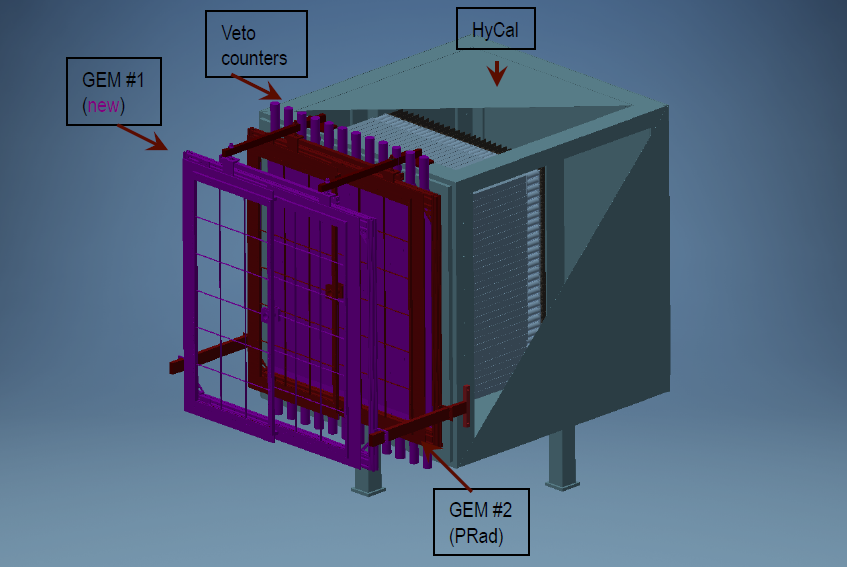 Veto
counters
HyCal
GEM #1
(new)
GEM #2
(PRad)